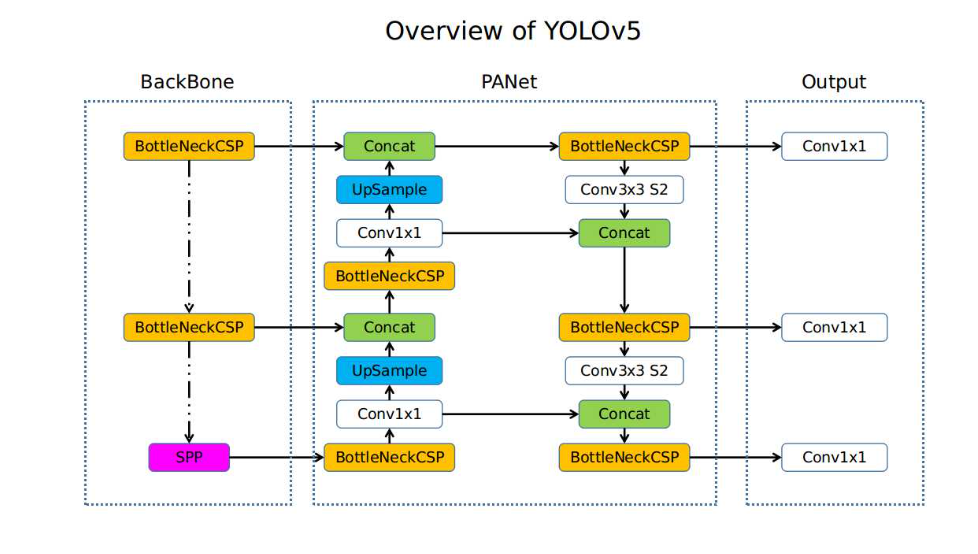 Overview of YOLOv5
BackBone
PANet
Output
BottleNeckCSP
Concat
BottleNeckCSP
Conv1x1
UpSample
Conv3x3 S2
Conv1x1
Concat
BottleNeckCSP
BottleNeckCSP
Concat
BottleNeckCSP
Conv1x1
UpSample
Conv3x3 S2
Conv1x1
Concat
SPP
BottleNeckCSP
BottleNeckCSP
Conv1x1